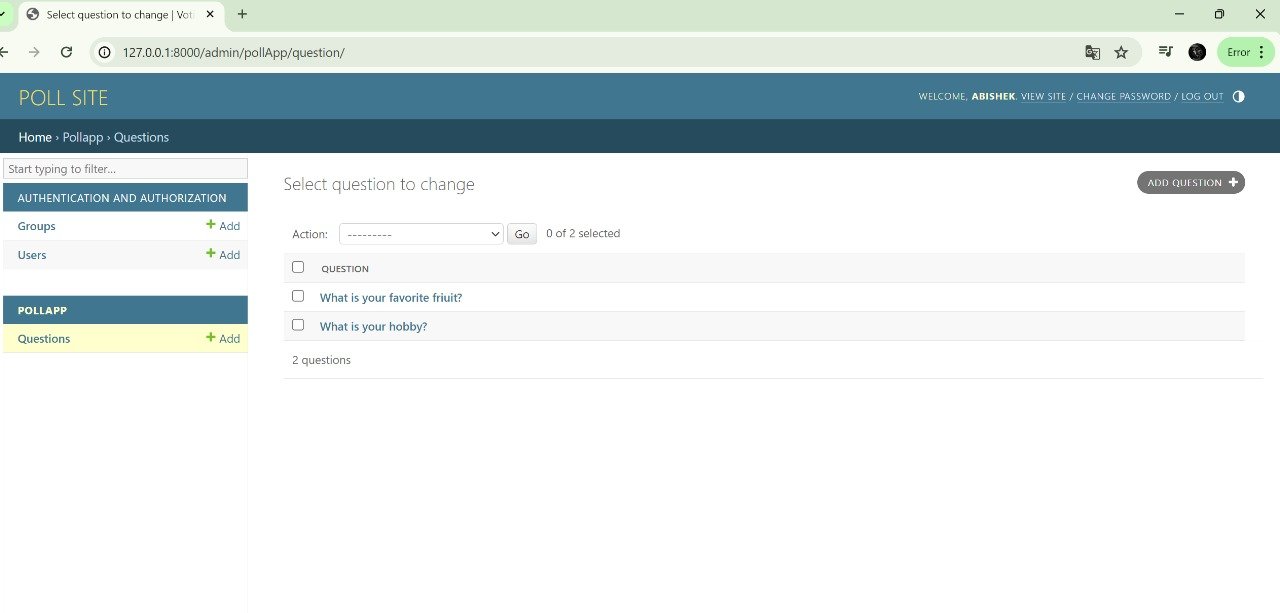 Select question to change | Vot
127.0.0.1:8000/admin/pollApp/question/
Error
POLL SITE
WELCOME, ABISHEK. VIEW SITE / CHANGE PASSWORD / LOG OUT
Home › Pollapp › Questions
Start typing to filter...
AUTHENTICATION AND AUTHORIZATION
Groups + Add
Users + Add
POLLAPP
Questions + Add
Select question to change
ADD QUESTION +
Action: --------- Go 0 of 2 selected
QUESTION
What is your favorite friuit?
What is your hobby?
2 questions